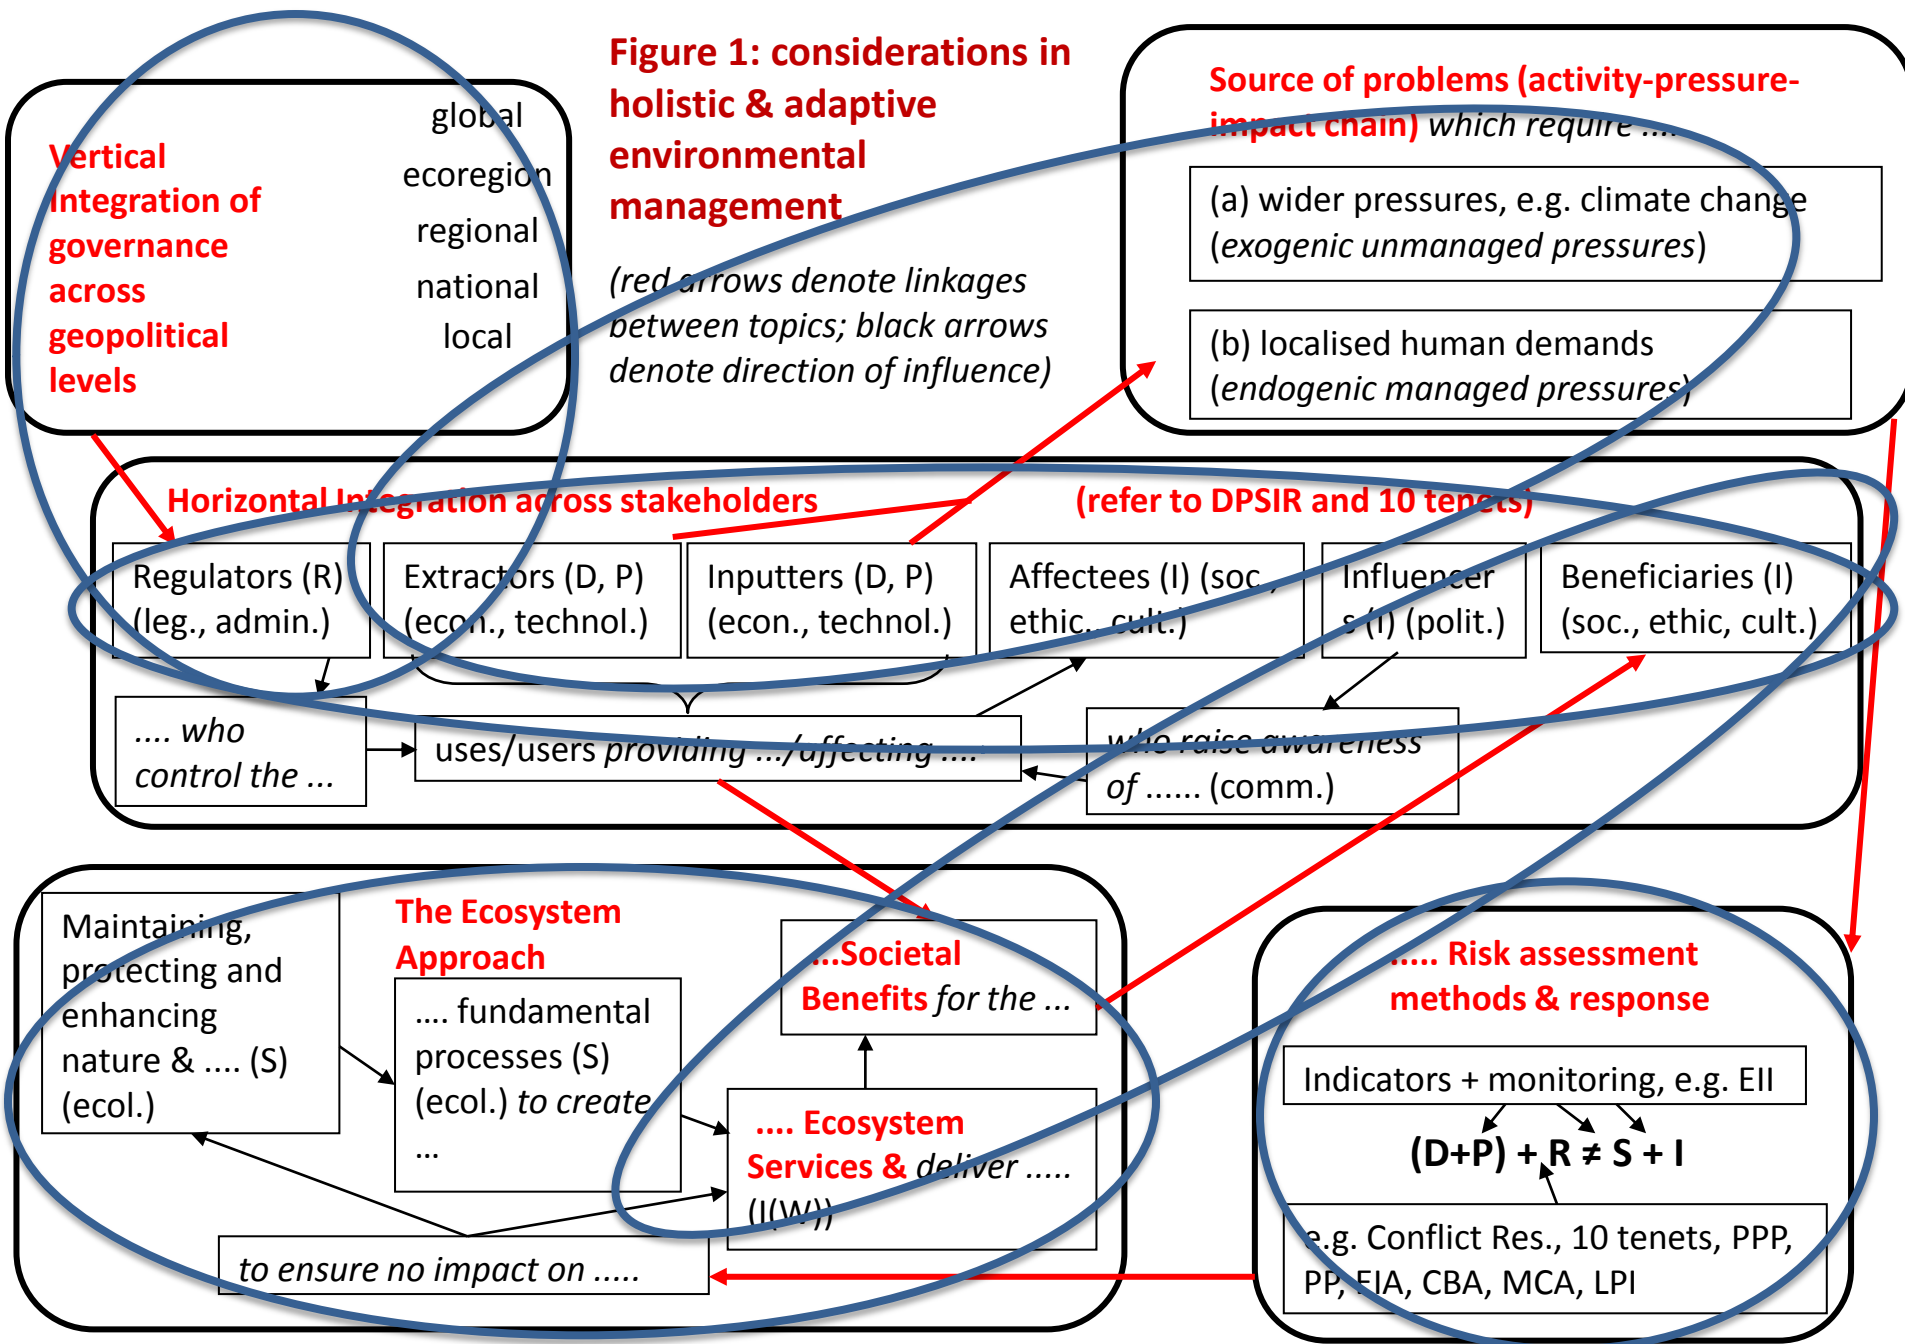 Figure 1: considerations in
holistic & adaptive
environmental
management
(red arrows denote linkages
between topics; black arrows
denote direction of influence)
Vertical
Integration of
governance
across
geopolitical
levels
global
ecoregion
regional
national
local
Source of problems (activity-pressure-
impact chain) which require ....
(a) wider pressures, e.g. climate change
(exogenic unmanaged pressures)
(b) localised human demands
(endogenic managed pressures)
Horizontal Integration across stakeholders
(refer to DPSIR and 10 tenets)
Regulators (R)
(leg., admin.)
Extractors (D, P)
(econ., technol.)
Inputters (D, P)
(econ., technol.)
Affectees (I) (soc,
ethic., cult.)
Influencer
s (I) (polit.)
Beneficiaries (I)
(soc., ethic, cult.)
.... who
control the ...
uses/users providing .../affecting ....
who raise awareness
of ...... (comm.)
The Ecosystem
Approach
Maintaining,
protecting and
enhancing
nature & .... (S)
(ecol.)
.... fundamental
processes (S)
(ecol.) to create
...
....Societal
Benefits for the ...
.... Ecosystem
Services & deliver .....
(I(W))
to ensure no impact on .....
..... Risk assessment
methods & response
Indicators + monitoring, e.g. EII
(D+P) + R ≠ S + I
e.g. Conflict Res., 10 tenets, PPP,
PP, EIA, CBA, MCA, LPI